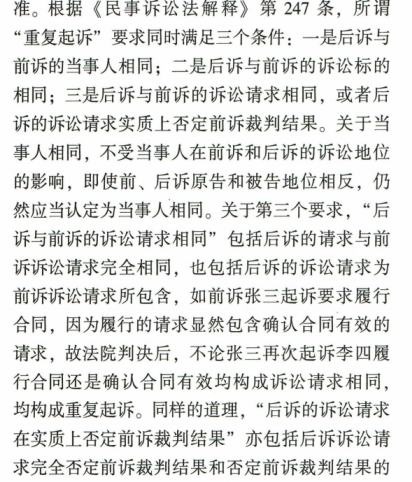 准。根据《民事诉讼法解释》第 247 条，所谓
“重复起诉”要求同时满足三个条件：一是后诉与
前诉的当事人相同；二是后诉与前诉的诉讼标的
相同；三是后诉与前诉的诉讼请求相同，或者后
诉的诉讼请求实质上否定前诉裁判结果。关于当
事人相同，不受当事人在前诉和后诉的诉讼地位
的影响，即使前、后诉原告和被告地位相反，仍
然应当认定为当事人相同。关于第三个要求，“后
诉与前诉的诉讼请求相同”包括后诉的请求与前
诉诉讼请求完全相同，也包括后诉的诉讼请求为
前诉诉讼请求所包含，如前诉张三起诉要求履行
合同，因为履行的请求显然包含确认合同有效的
请求，故法院判决后，不论张三再次起诉李四履
行合同还是确认合同有效均构成诉讼请求相同，
均构成重复起诉。同样的道理，“后诉的诉讼请求
在实质上否定前诉裁判结果”亦包括后诉诉讼请
求完全否定前诉裁判结果和否定前诉裁判结果的